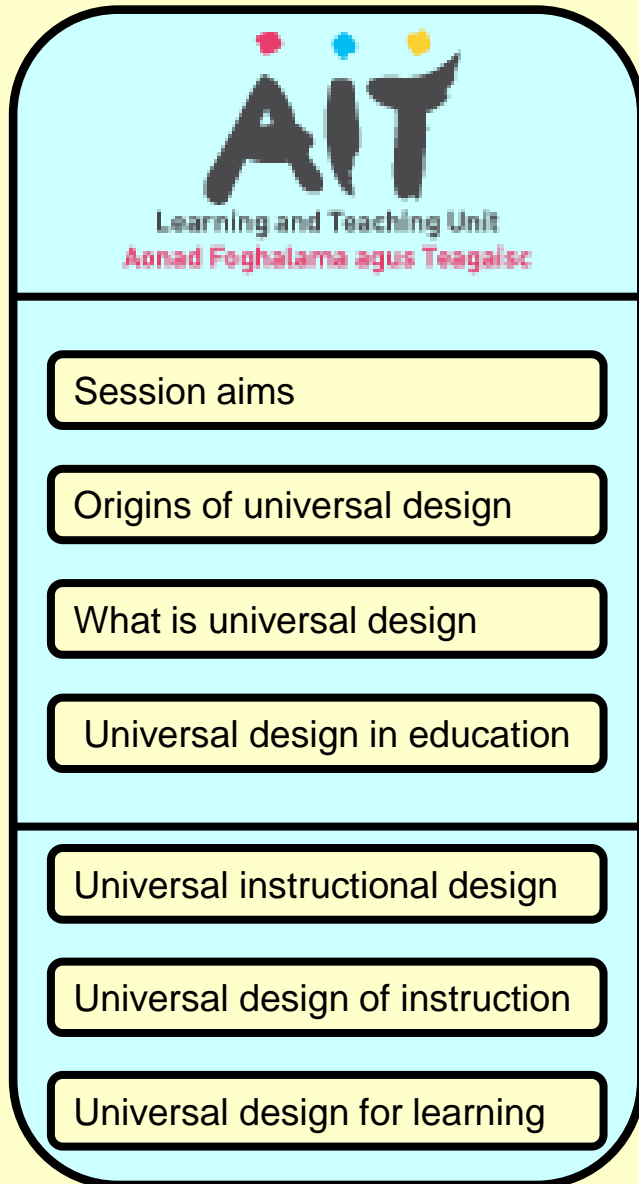 AIT
Learning and Teaching Unit
Aonad Foghalama agus Teagaisc
Session aims
Origins of universal design
What is universal design
Universal design in education
Universal instructional design
Universal design of instruction
Universal design for learning